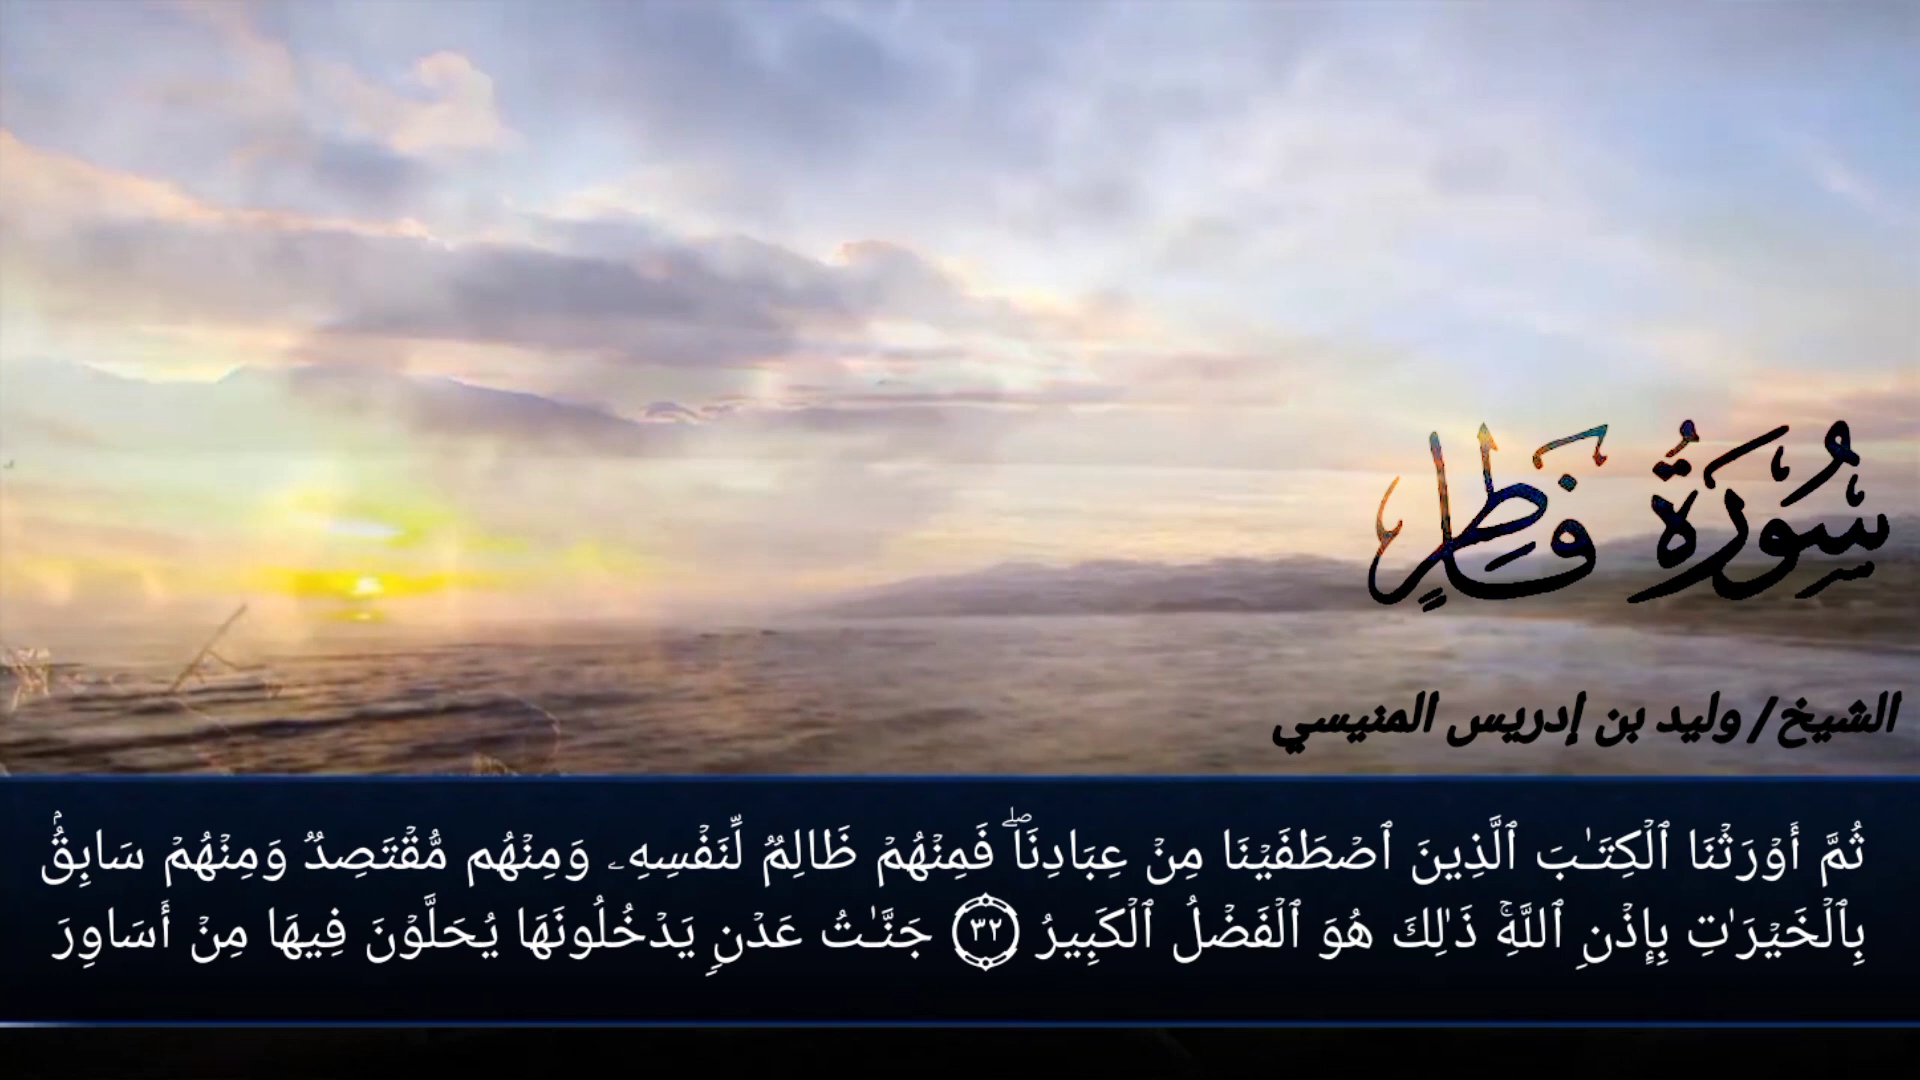 سُورَةُ فَاطِرٍ
الشيخ / وليد بن إدريس المنيسي
ثُمَّ أَوۡرَثۡنَا ٱلۡكِتَـٰبَ ٱلَّذِينَ ٱصۡطَفَيۡنَا مِنۡ عِبَادِنَاۖ فَمِنۡهُمۡ ظَالِمࣱ لِّنَفۡسِهِۦ وَمِنۡهُم مُّقۡتَصِدࣱ وَمِنۡهُمۡ سَابِقُۢ
بِٱلۡخَيۡرَٰتِ بِإِذۡنِ ٱللَّهِۚ ذَٰلِكَ هُوَ ٱلۡفَضۡلُ ٱلۡكَبِيرُ ٣٢ جَنَّـٰتُ عَدۡنࣲ يَدۡخُلُونَهَا يُحَلَّوۡنَ فِيهَا مِنۡ أَسَاوِرَ